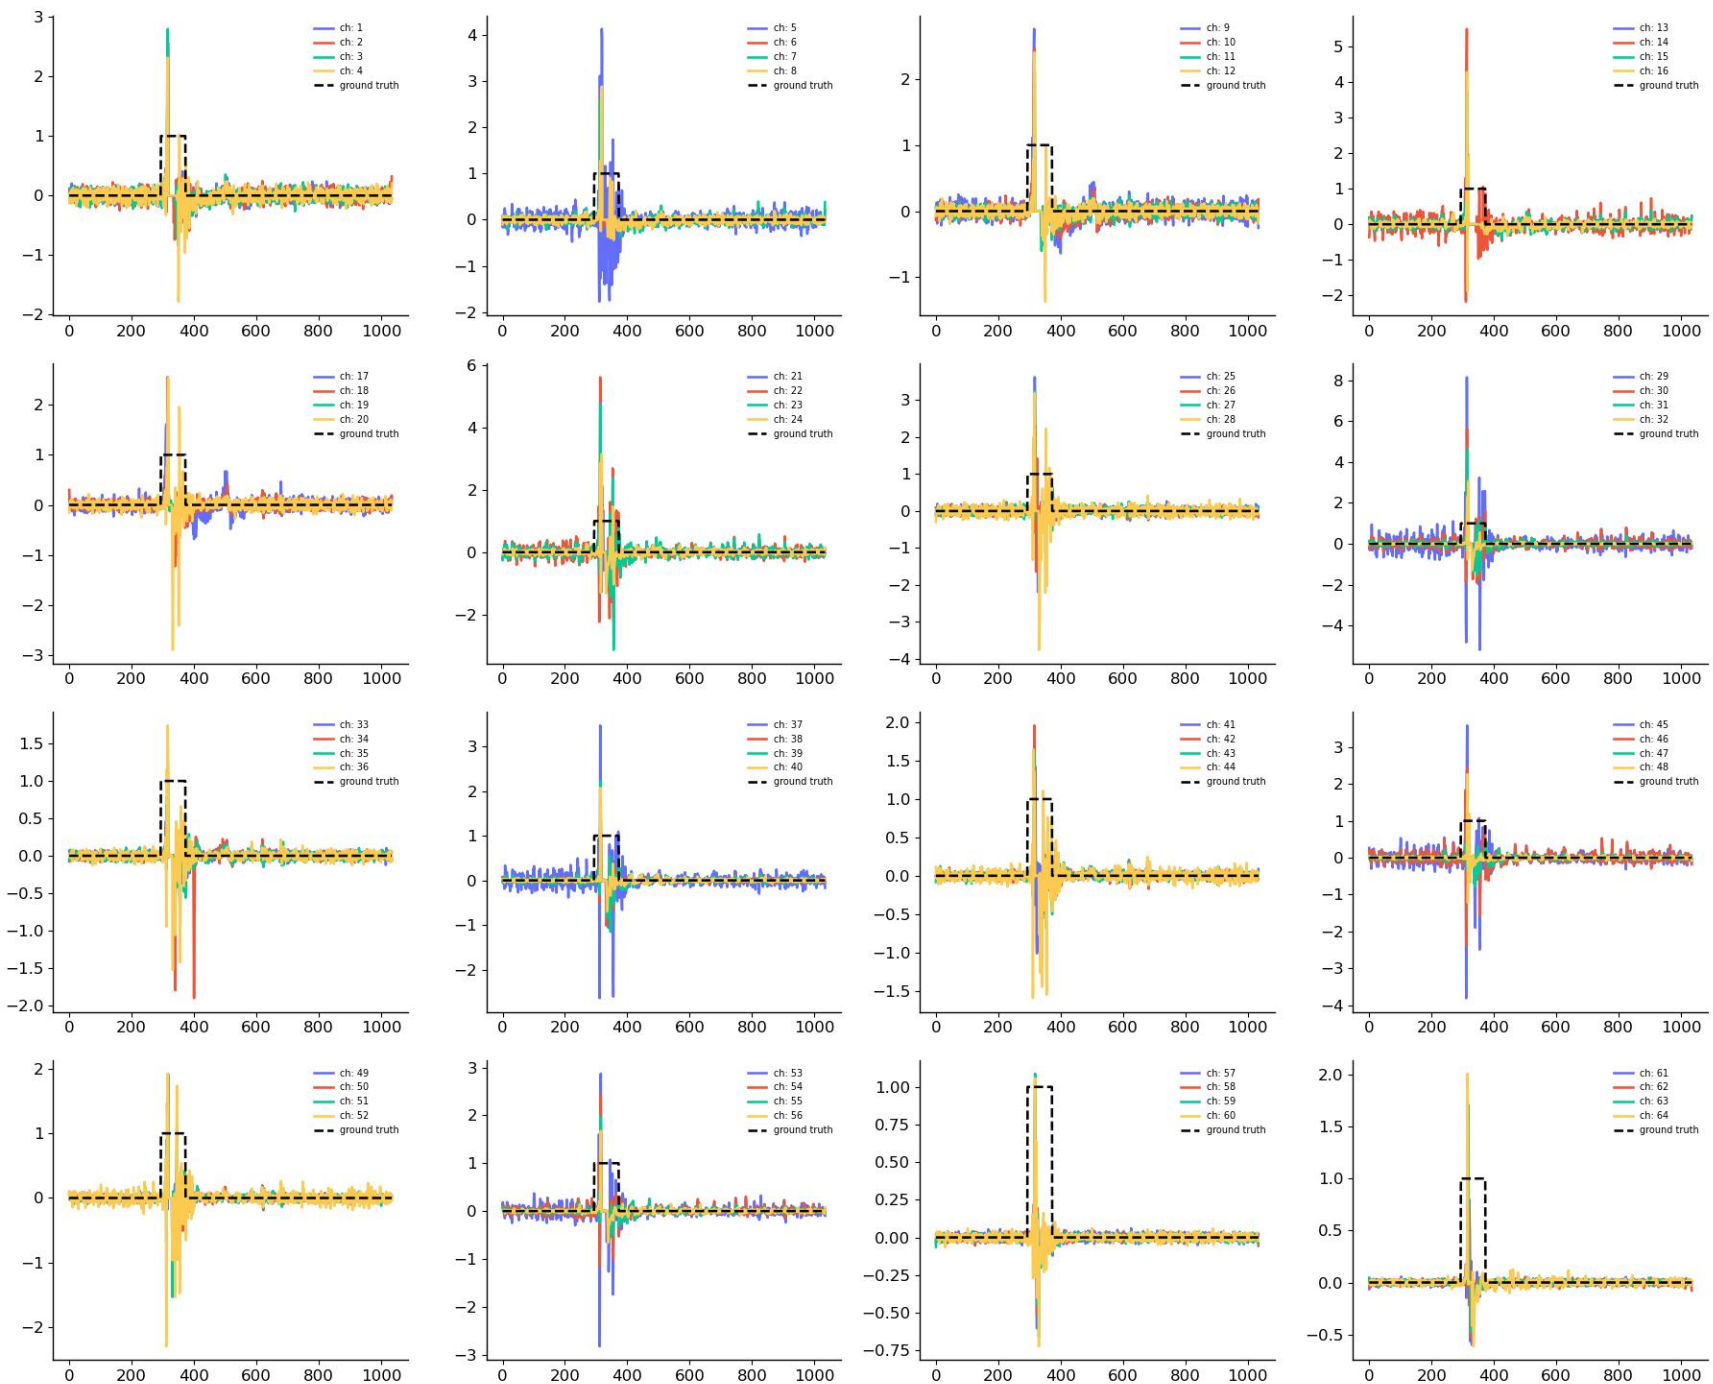 3
2
1
0
−1
−2
0 200 400 600 800 1000
ch: 1
ch: 2
ch: 3
ch: 4
ground truth
4
3
2
1
0
−1
−2
0 200 400 600 800 1000
ch: 5
ch: 6
ch: 7
ch: 8
ground truth
2
1
0
−1
0 200 400 600 800 1000
ch: 9
ch: 10
ch: 11
ch: 12
ground truth
5
4
3
2
1
0
−1
−2
0 200 400 600 800 1000
ch: 13
ch: 14
ch: 15
ch: 16
ground truth
2
1
0
−1
−2
−3
0 200 400 600 800 1000
ch: 17
ch: 18
ch: 19
ch: 20
ground truth
6
4
2
0
−2
0 200 400 600 800 1000
ch: 21
ch: 22
ch: 23
ch: 24
ground truth
3
2
1
0
−1
−2
−3
−4
0 200 400 600 800 1000
ch: 25
ch: 26
ch: 27
ch: 28
ground truth
8
6
4
2
0
−2
−4
0 200 400 600 800 1000
ch: 29
ch: 30
ch: 31
ch: 32
ground truth
1.5
1.0
0.5
0.0
−0.5
−1.0
−1.5
−2.0
0 200 400 600 800 1000
ch: 33
ch: 34
ch: 35
ch: 36
ground truth
3
2
1
0
−1
−2
0 200 400 600 800 1000
ch: 37
ch: 38
ch: 39
ch: 40
ground truth
2.0
1.5
1.0
0.5
0.0
−0.5
−1.0
−1.5
0 200 400 600 800 1000
ch: 41
ch: 42
ch: 43
ch: 44
ground truth
3
2
1
0
−1
−2
−3
−4
0 200 400 600 800 1000
ch: 45
ch: 46
ch: 47
ch: 48
ground truth
2
1
0
−1
−2
0 200 400 600 800 1000
ch: 49
ch: 50
ch: 51
ch: 52
ground truth
3
2
1
0
−1
−2
−3
0 200 400 600 800 1000
ch: 53
ch: 54
ch: 55
ch: 56
ground truth
1.00
0.75
0.50
0.25
0.00
−0.25
−0.50
−0.75
0 200 400 600 800 1000
ch: 57
ch: 58
ch: 59
ch: 60
ground truth
2.0
1.5
1.0
0.5
0.0
−0.5
0 200 400 600 800 1000
ch: 61
ch: 62
ch: 63
ch: 64
ground truth